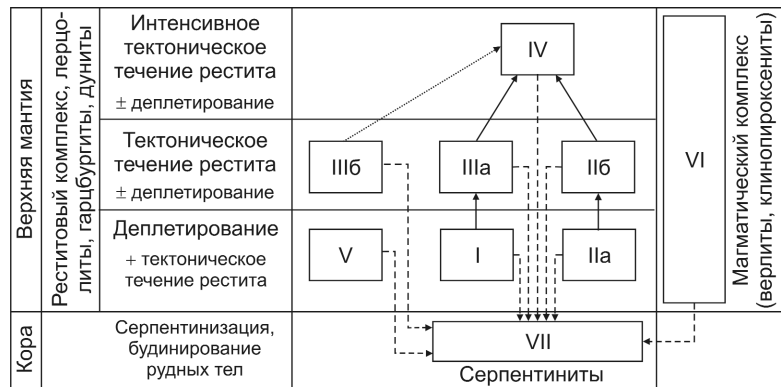 Верхняя мантия
Реститовый комплекс, лерцо-
литы, гарцбургиты, дуниты
Интенсивное
тектоническое
течение рестита
± деплетирование
IV
Тектоническое
течение рестита
± деплетирование
IIIб
IIIа
IIб
Деплетирование
+ тектоническое
течение рестита
V
I
IIа
VI
Магматический комплекс
(верлиты, клинопироксениты)
Кора
Серпентинизация,
будинирование
рудных тел
VII
Серпентиниты